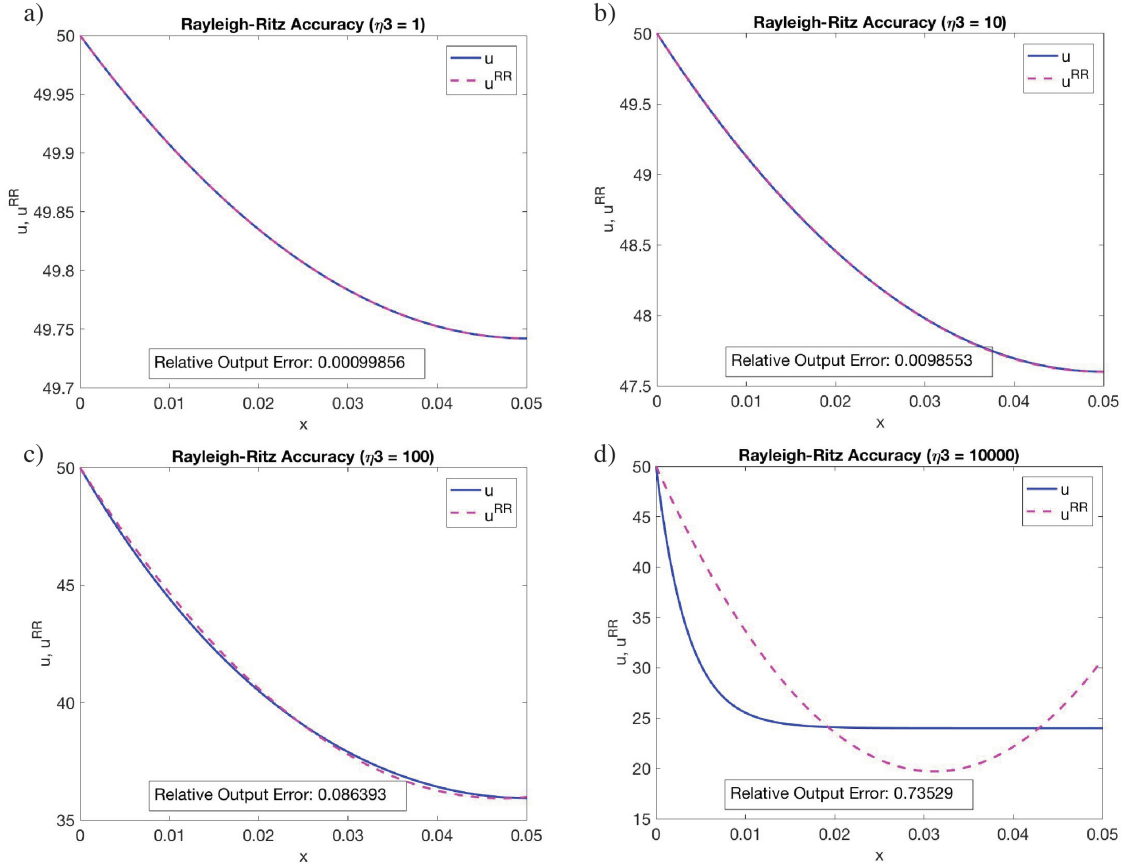 a)
Rayleigh-Ritz Accuracy (η3 = 1)
50
49.95
49.9
49.85
49.8
49.75
49.7
u, u^RR
u
u^RR
Relative Output Error: 0.00099856
0
0.01
0.02
0.03
0.04
0.05
x
b)
Rayleigh-Ritz Accuracy (η3 = 10)
50
49.5
49
48.5
48
47.5
u, u^RR
u
u^RR
Relative Output Error: 0.0098553
0
0.01
0.02
0.03
0.04
0.05
x
c)
Rayleigh-Ritz Accuracy (η3 = 100)
50
45
40
35
u, u^RR
u
u^RR
Relative Output Error: 0.086393
0
0.01
0.02
0.03
0.04
0.05
x
d)
Rayleigh-Ritz Accuracy (η3 = 10000)
50
45
40
35
30
25
20
15
u, u^RR
u
u^RR
Relative Output Error: 0.73529
0
0.01
0.02
0.03
0.04
0.05
x